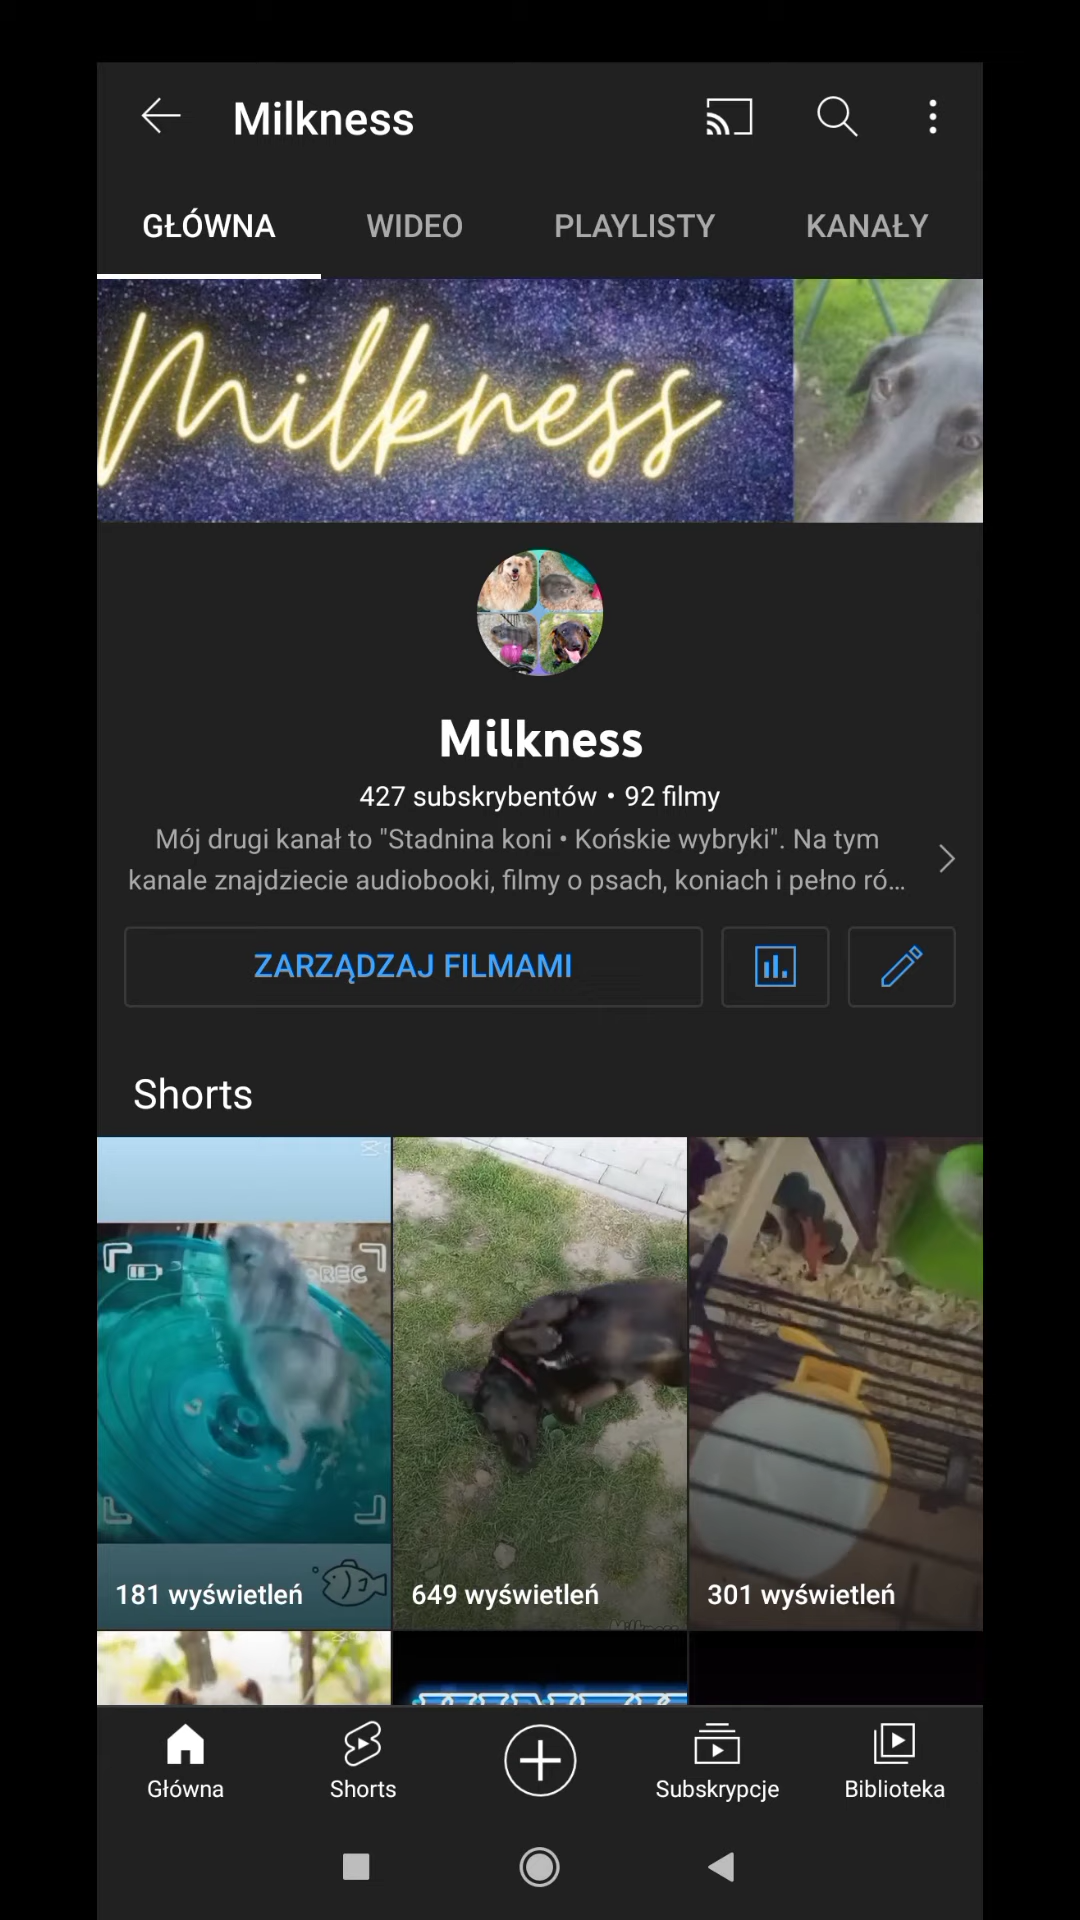 Milkness
GŁÓWNA WIDEO PLAYLISTY KANAŁY
Milkness
Milkness
427 subskrybentów • 92 filmy
Mój drugi kanał to "Stadnina koni • Końskie wybryki". Na tym
kanale znajdziecie audiobooki, filmy o psach, koniach i pełno ró...
ZARZĄDZAJ FILMAMI
Shorts
REC
181 wyświetleń 649 wyświetleń 301 wyświetleń
Główna Shorts Subskrypcje Biblioteka